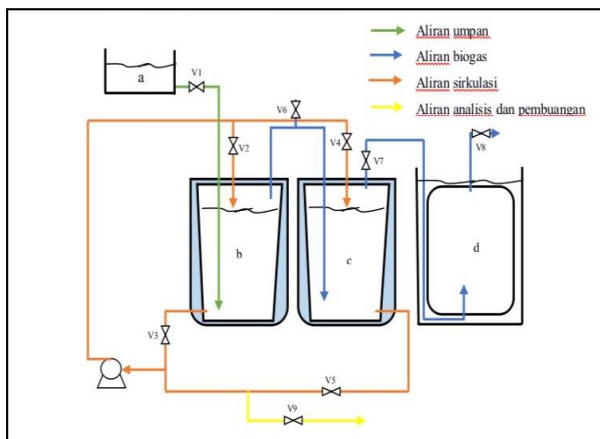 Aliran umpan
Aliran biogas
Aliran sirkulasi
Aliran analisis dan pembuangan
a
V1
V6
V2
V4
V7
V8
b
c
d
V3
V5
V9